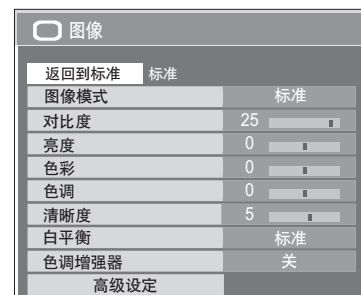 图像
返回到标准 标准
图像模式 标准
对比度 25
亮度 0
色彩 0
色调 0
清晰度 5
白平衡 标准
色调增强器 关
高级设定